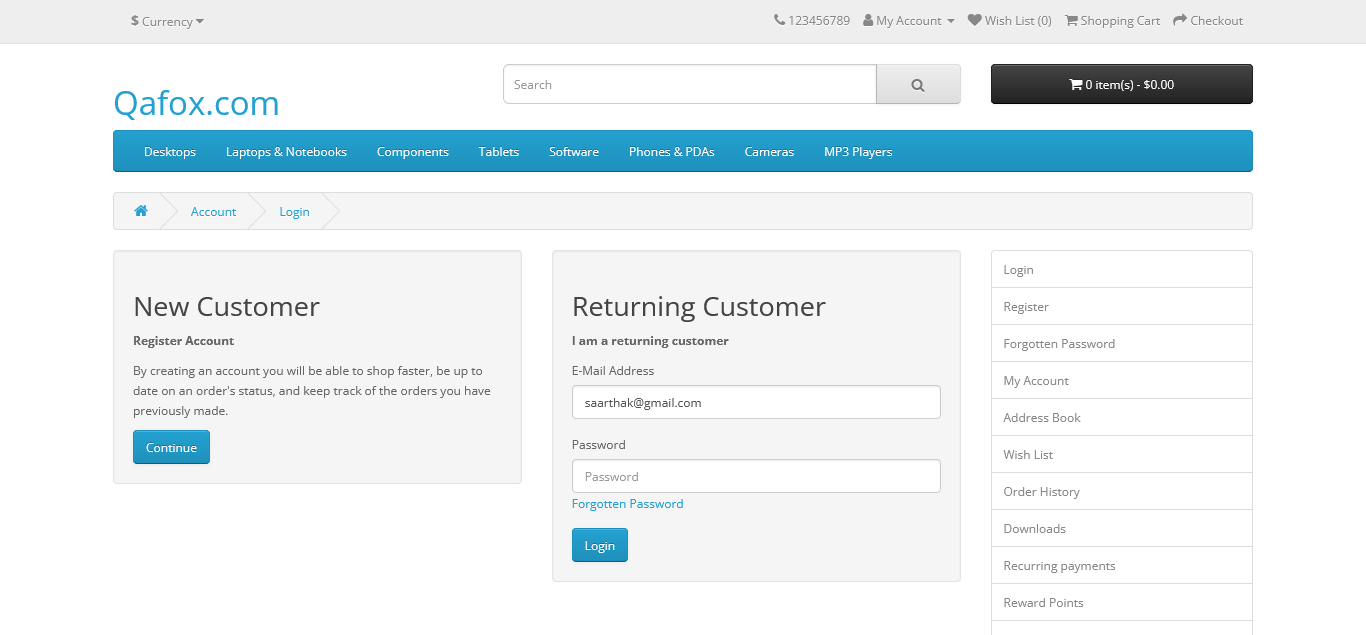 $ Currency
123456789 My Account Wish List (0) Shopping Cart Checkout
Qafox.com
Search
0 item(s) - $0.00
Desktops Laptops & Notebooks Components Tablets Software Phones & PDAs Cameras MP3 Players
Account Login
New Customer
Register Account
By creating an account you will be able to shop faster, be up to
date on an order's status, and keep track of the orders you have
previously made.
Continue
Returning Customer
I am a returning customer
E-Mail Address
saarthak@gmail.com
Password
Password
Forgotten Password
Login
Login
Register
Forgotten Password
My Account
Address Book
Wish List
Order History
Downloads
Recurring payments
Reward Points